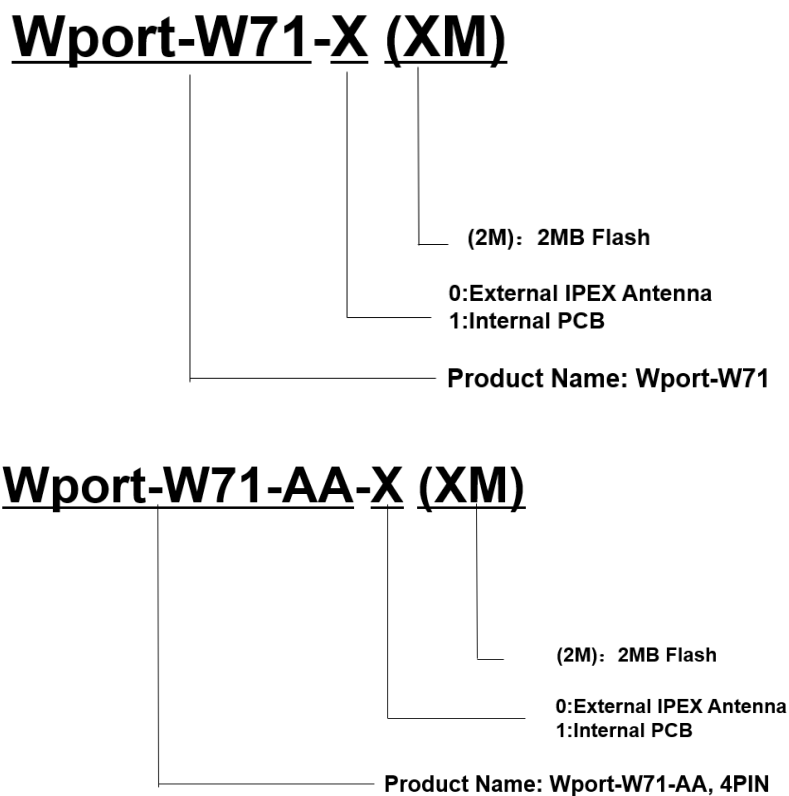 Wport-W71-X (XM)
(2M)：2MB Flash
0:External IPEX Antenna
1:Internal PCB
Product Name: Wport-W71
Wport-W71-AA-X (XM)
(2M)：2MB Flash
0:External IPEX Antenna
1:Internal PCB
Product Name: Wport-W71-AA, 4PIN